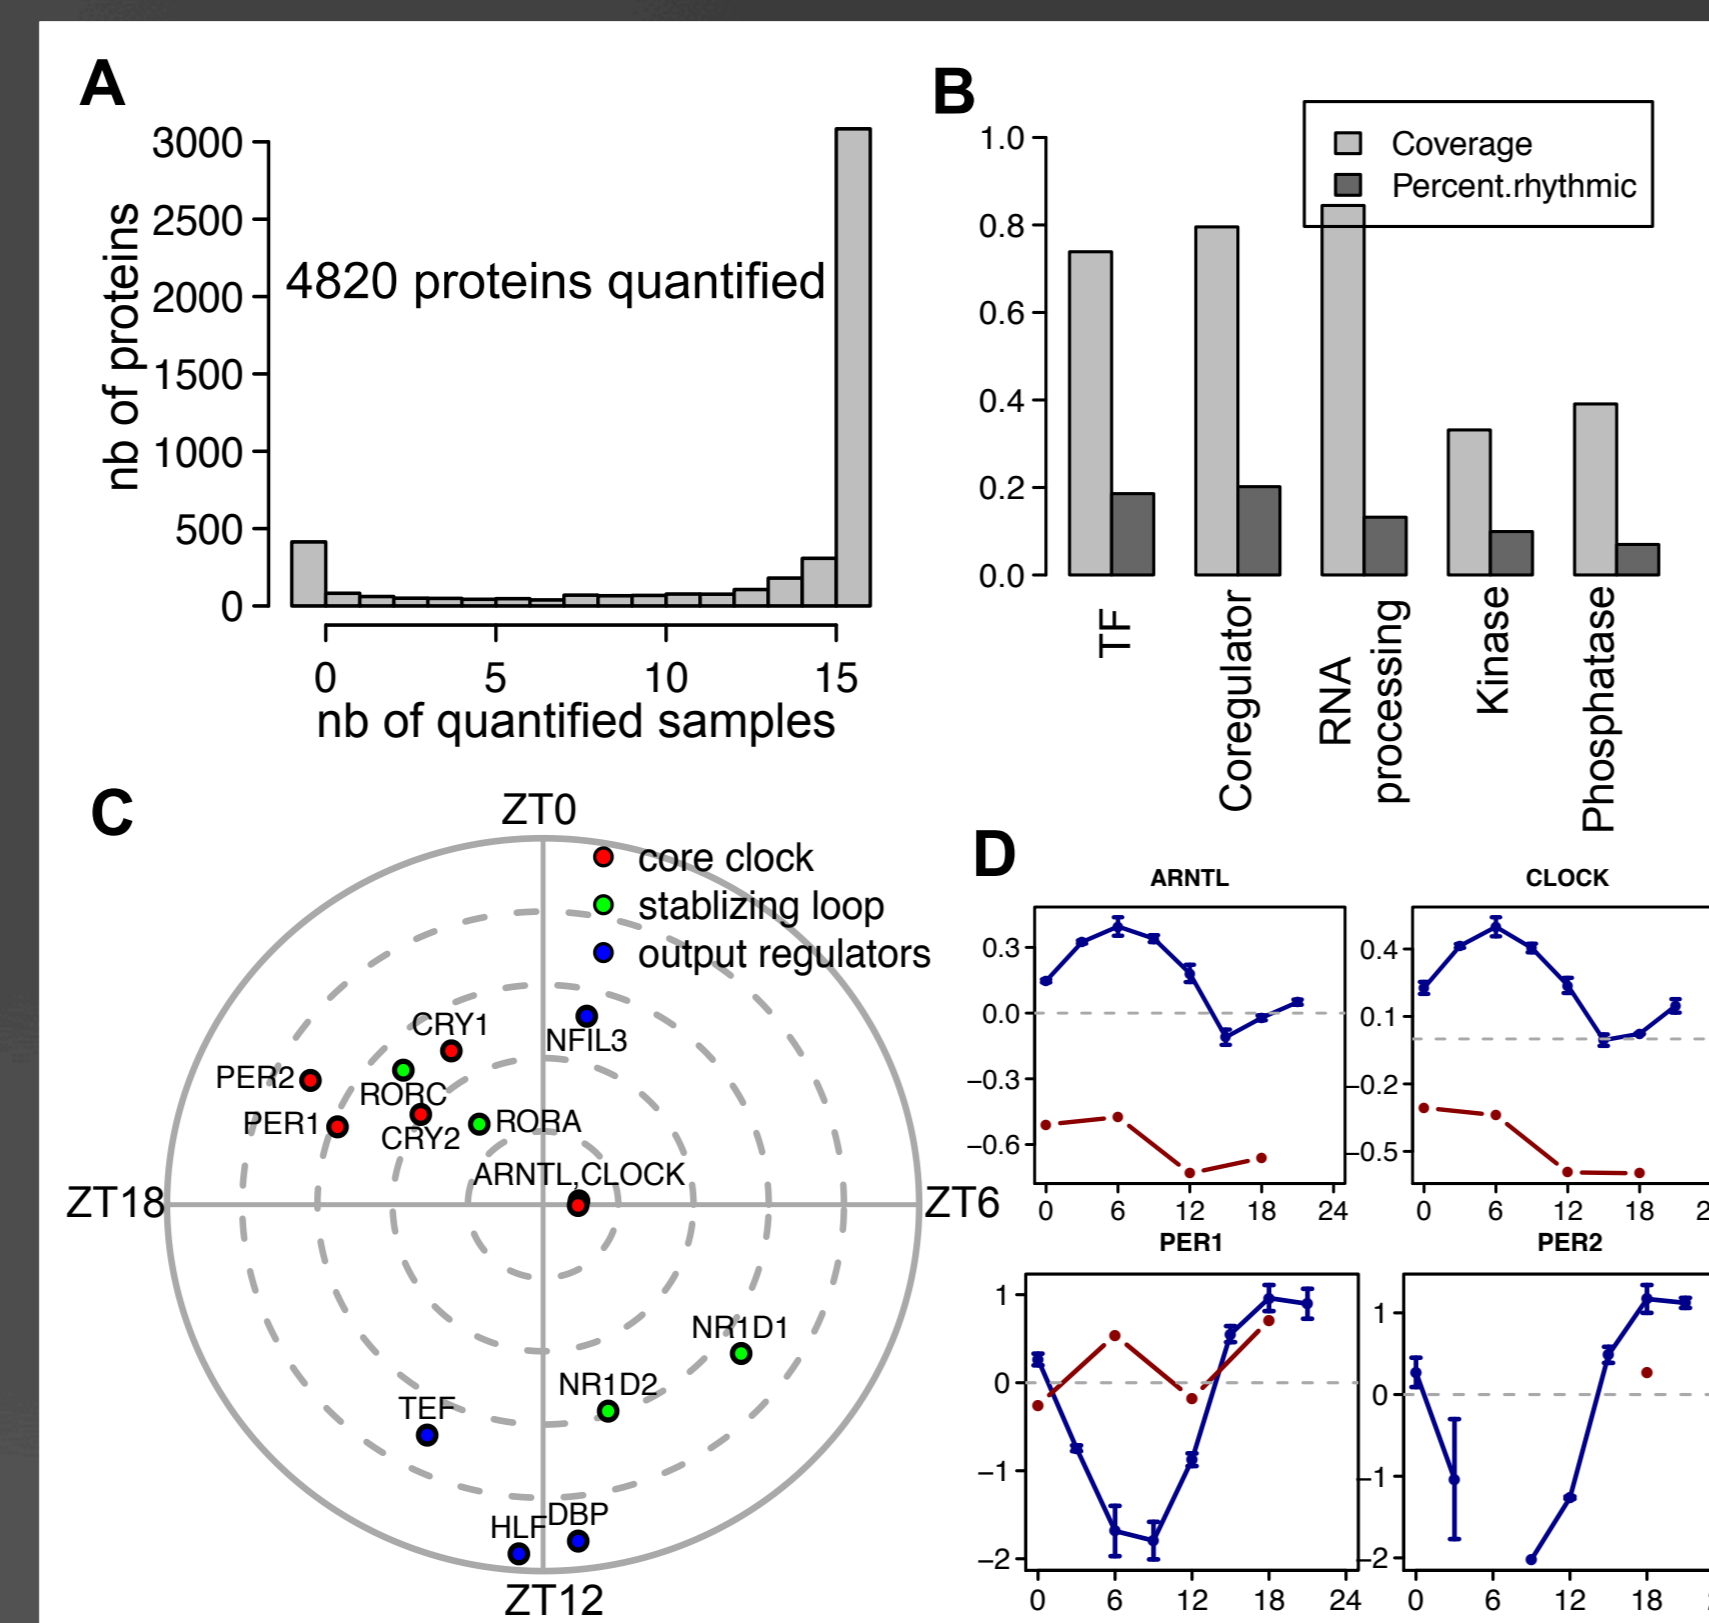 A
3000
2500
2000
1500
1000
500
0
nb of proteins
4820 proteins quantified
0 5 10 15
nb of quantified samples
B
1.0
0.8
0.6
0.4
0.2
0.0
Coverage
Percent.rhythmic
TF
Coregulator
RNA
processing
Kinase
Phosphatase
C
ZT0
core clock
stablizing loop
output regulators
NFIL3
CRY1
PER2
RORC
PER1
CRY2
RORA
ARNTL,CLOCK
ZT18
ZT6
NR1D1
NR1D2
TEF
HLF
DBP
ZT12
D
ARNTL
0.3
0.0
−0.3
−0.6
0 6 12 18 24
CLOCK
0.4
0.1
−0.2
−0.5
0 6 12 18 2
PER1
1
0
−1
−2
0 6 12 18 24
PER2
1
0
−1
−2
0 6 12 18